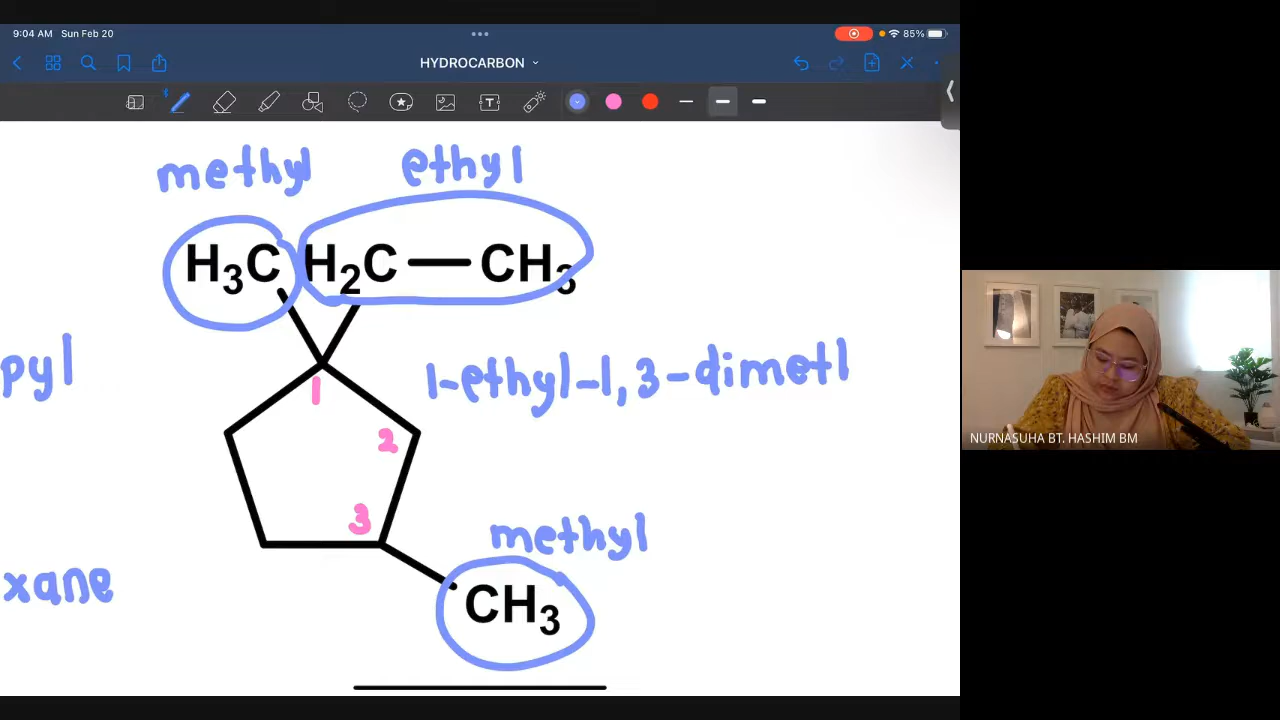 9:04 AM Sun Feb 20
85%
HYDROCARBON
methyl ethyl
H3C H2C CH3
pyl
1-ethyl-1,3-dimetl
1
2
3
methyl
xane
CH3
NURNASUHA BT. HASHIM BM